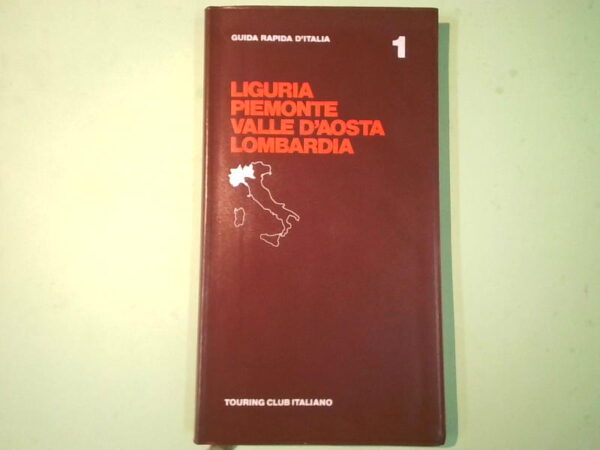 GUIDA RAPIDA D'ITALIA
1
LIGURIA
PIEMONTE
VALLE D'AOSTA
LOMBARDIA
TOURING CLUB ITALIANO